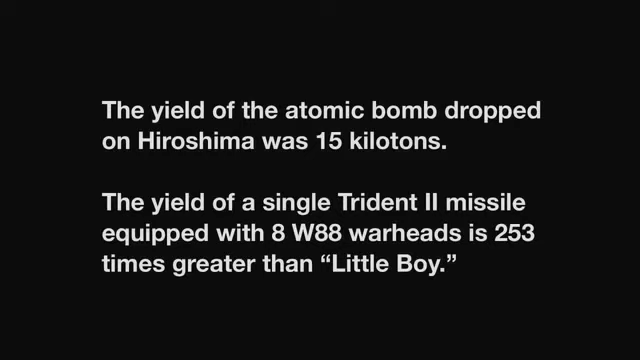 The yield of the atomic bomb dropped
on Hiroshima was 15 kilotons.
The yield of a single Trident II missile
equipped with 8 W88 warheads is 253
times greater than “Little Boy.”